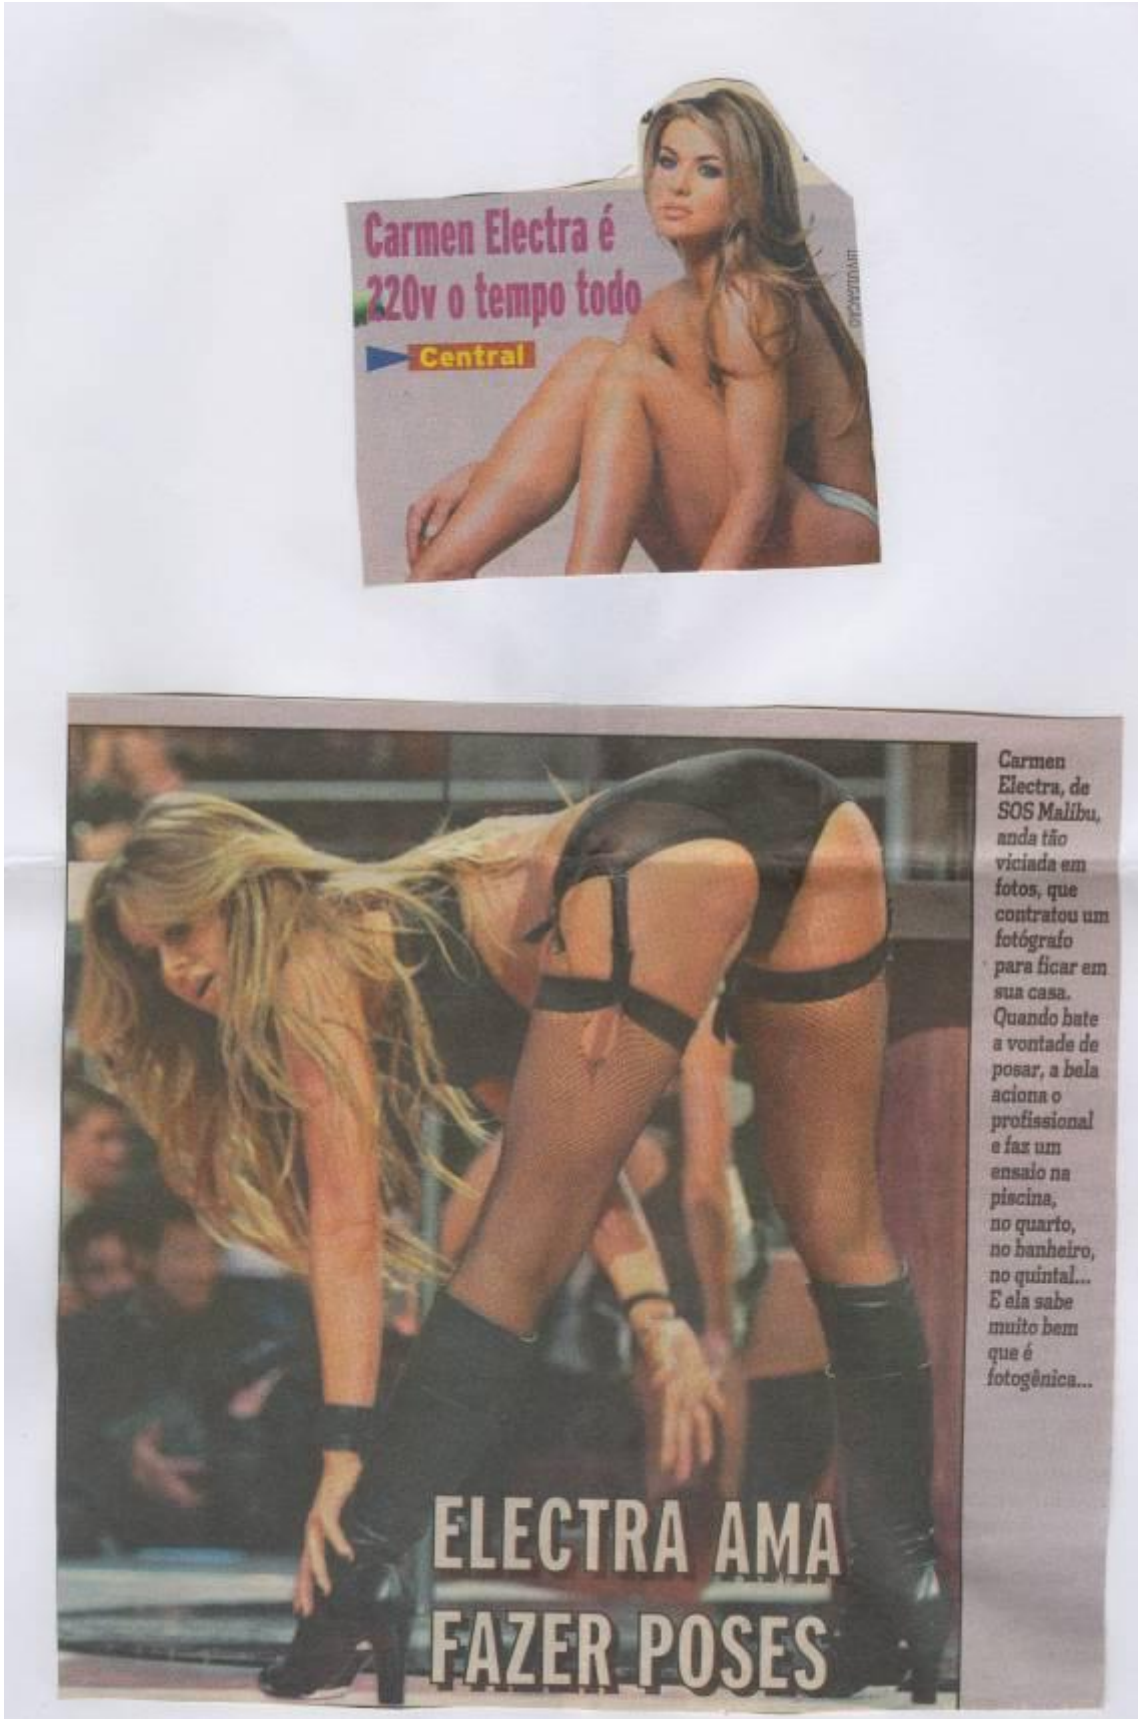 Carmen Electra é
220v o tempo todo
Central
DIVULGAÇÃO
Carmen
Electra, de
SOS Malibu,
anda tão
viciada em
fotos, que
contratou um
fotógrafo
para ficar em
sua casa.
Quando bate
a vontade de
posar, a bela
aciona o
profissional
e faz um
ensaio na
piscina,
no quarto,
no banheiro,
no quintal...
E ela sabe
muito bem
que é
fotogênica...
ELECTRA AMA
FAZER POSES